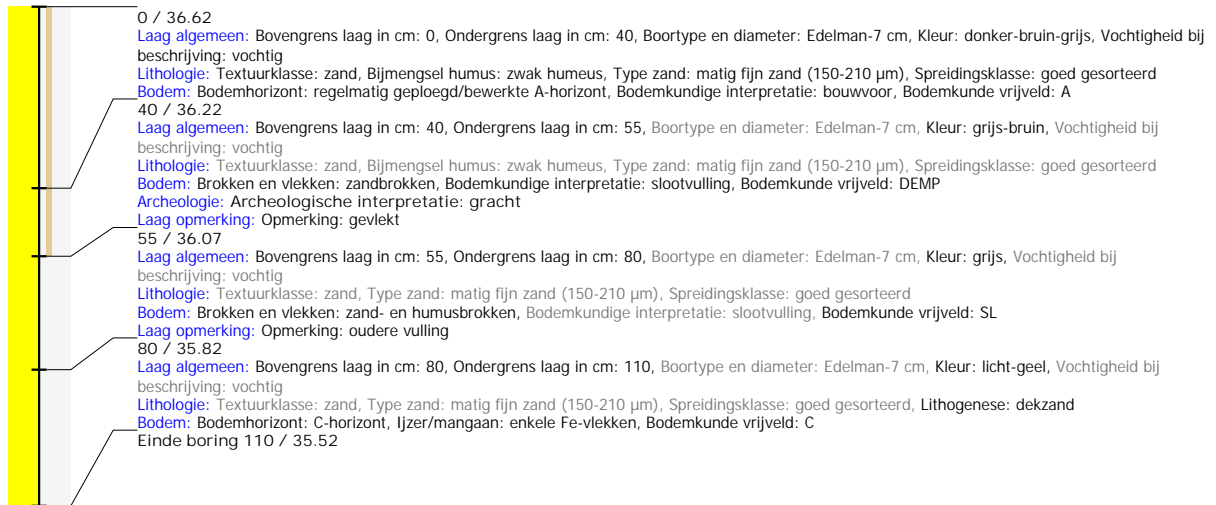 0 / 36.62
Laag algemeen: Bovengrens laag in cm: 0, Ondergrens laag in cm: 40, Boortype en diameter: Edelman-7 cm, Kleur: donker-bruin-grijs, Vochtigheid bij
beschrijving: vochtig
Lithologie: Textuurklasse: zand, Bijmengsel humus: zwak humeus, Type zand: matig fijn zand (150-210 µm), Spreidingsklasse: goed gesorteerd
Bodem: Bodemhorizont: regelmatig geploegd/bewerkte A-horizont, Bodemkundige interpretatie: bouwvoor, Bodemkunde vrijveld: A
40 / 36.22
Laag algemeen: Bovengrens laag in cm: 40, Ondergrens laag in cm: 55, Boortype en diameter: Edelman-7 cm, Kleur: grijs-bruin, Vochtigheid bij
beschrijving: vochtig
Lithologie: Textuurklasse: zand, Bijmengsel humus: zwak humeus, Type zand: matig fijn zand (150-210 µm), Spreidingsklasse: goed gesorteerd
Bodem: Brokken en vlekken: zandbrokken, Bodemkundige interpretatie: slootvulling, Bodemkunde vrijveld: DEMP
Archeologie: Archeologische interpretatie: gracht
Laag opmerking: Opmerking: gevlekt
55 / 36.07
Laag algemeen: Bovengrens laag in cm: 55, Ondergrens laag in cm: 80, Boortype en diameter: Edelman-7 cm, Kleur: grijs, Vochtigheid bij
beschrijving: vochtig
Lithologie: Textuurklasse: zand, Type zand: matig fijn zand (150-210 µm), Spreidingsklasse: goed gesorteerd
Bodem: Brokken en vlekken: zand- en humusbrokken, Bodemkundige interpretatie: slootvulling, Bodemkunde vrijveld: SL
Laag opmerking: Opmerking: oudere vulling
80 / 35.82
Laag algemeen: Bovengrens laag in cm: 80, Ondergrens laag in cm: 110, Boortype en diameter: Edelman-7 cm, Kleur: licht-geel, Vochtigheid bij
beschrijving: vochtig
Lithologie: Textuurklasse: zand, Type zand: matig fijn zand (150-210 µm), Spreidingsklasse: goed gesorteerd, Lithogenese: dekzand
Bodem: Bodemhorizont: C-horizont, Ijzer/mangaan: enkele Fe-vlekken, Bodemkunde vrijveld: C
Einde boring 110 / 35.52